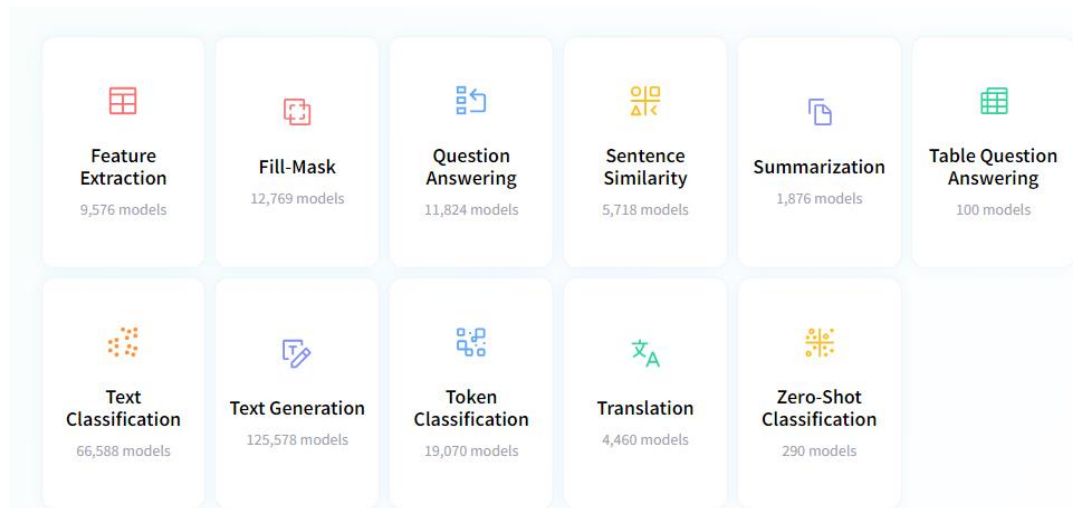 Feature
Extraction
9,576 models
Fill-Mask
12,769 models
Question
Answering
11,824 models
Sentence
Similarity
5,718 models
Summarization
1,876 models
Table Question
Answering
100 models
Text
Classification
66,588 models
Text Generation
125,578 models
Token
Classification
19,070 models
Translation
4,460 models
Zero-Shot
Classification
290 models